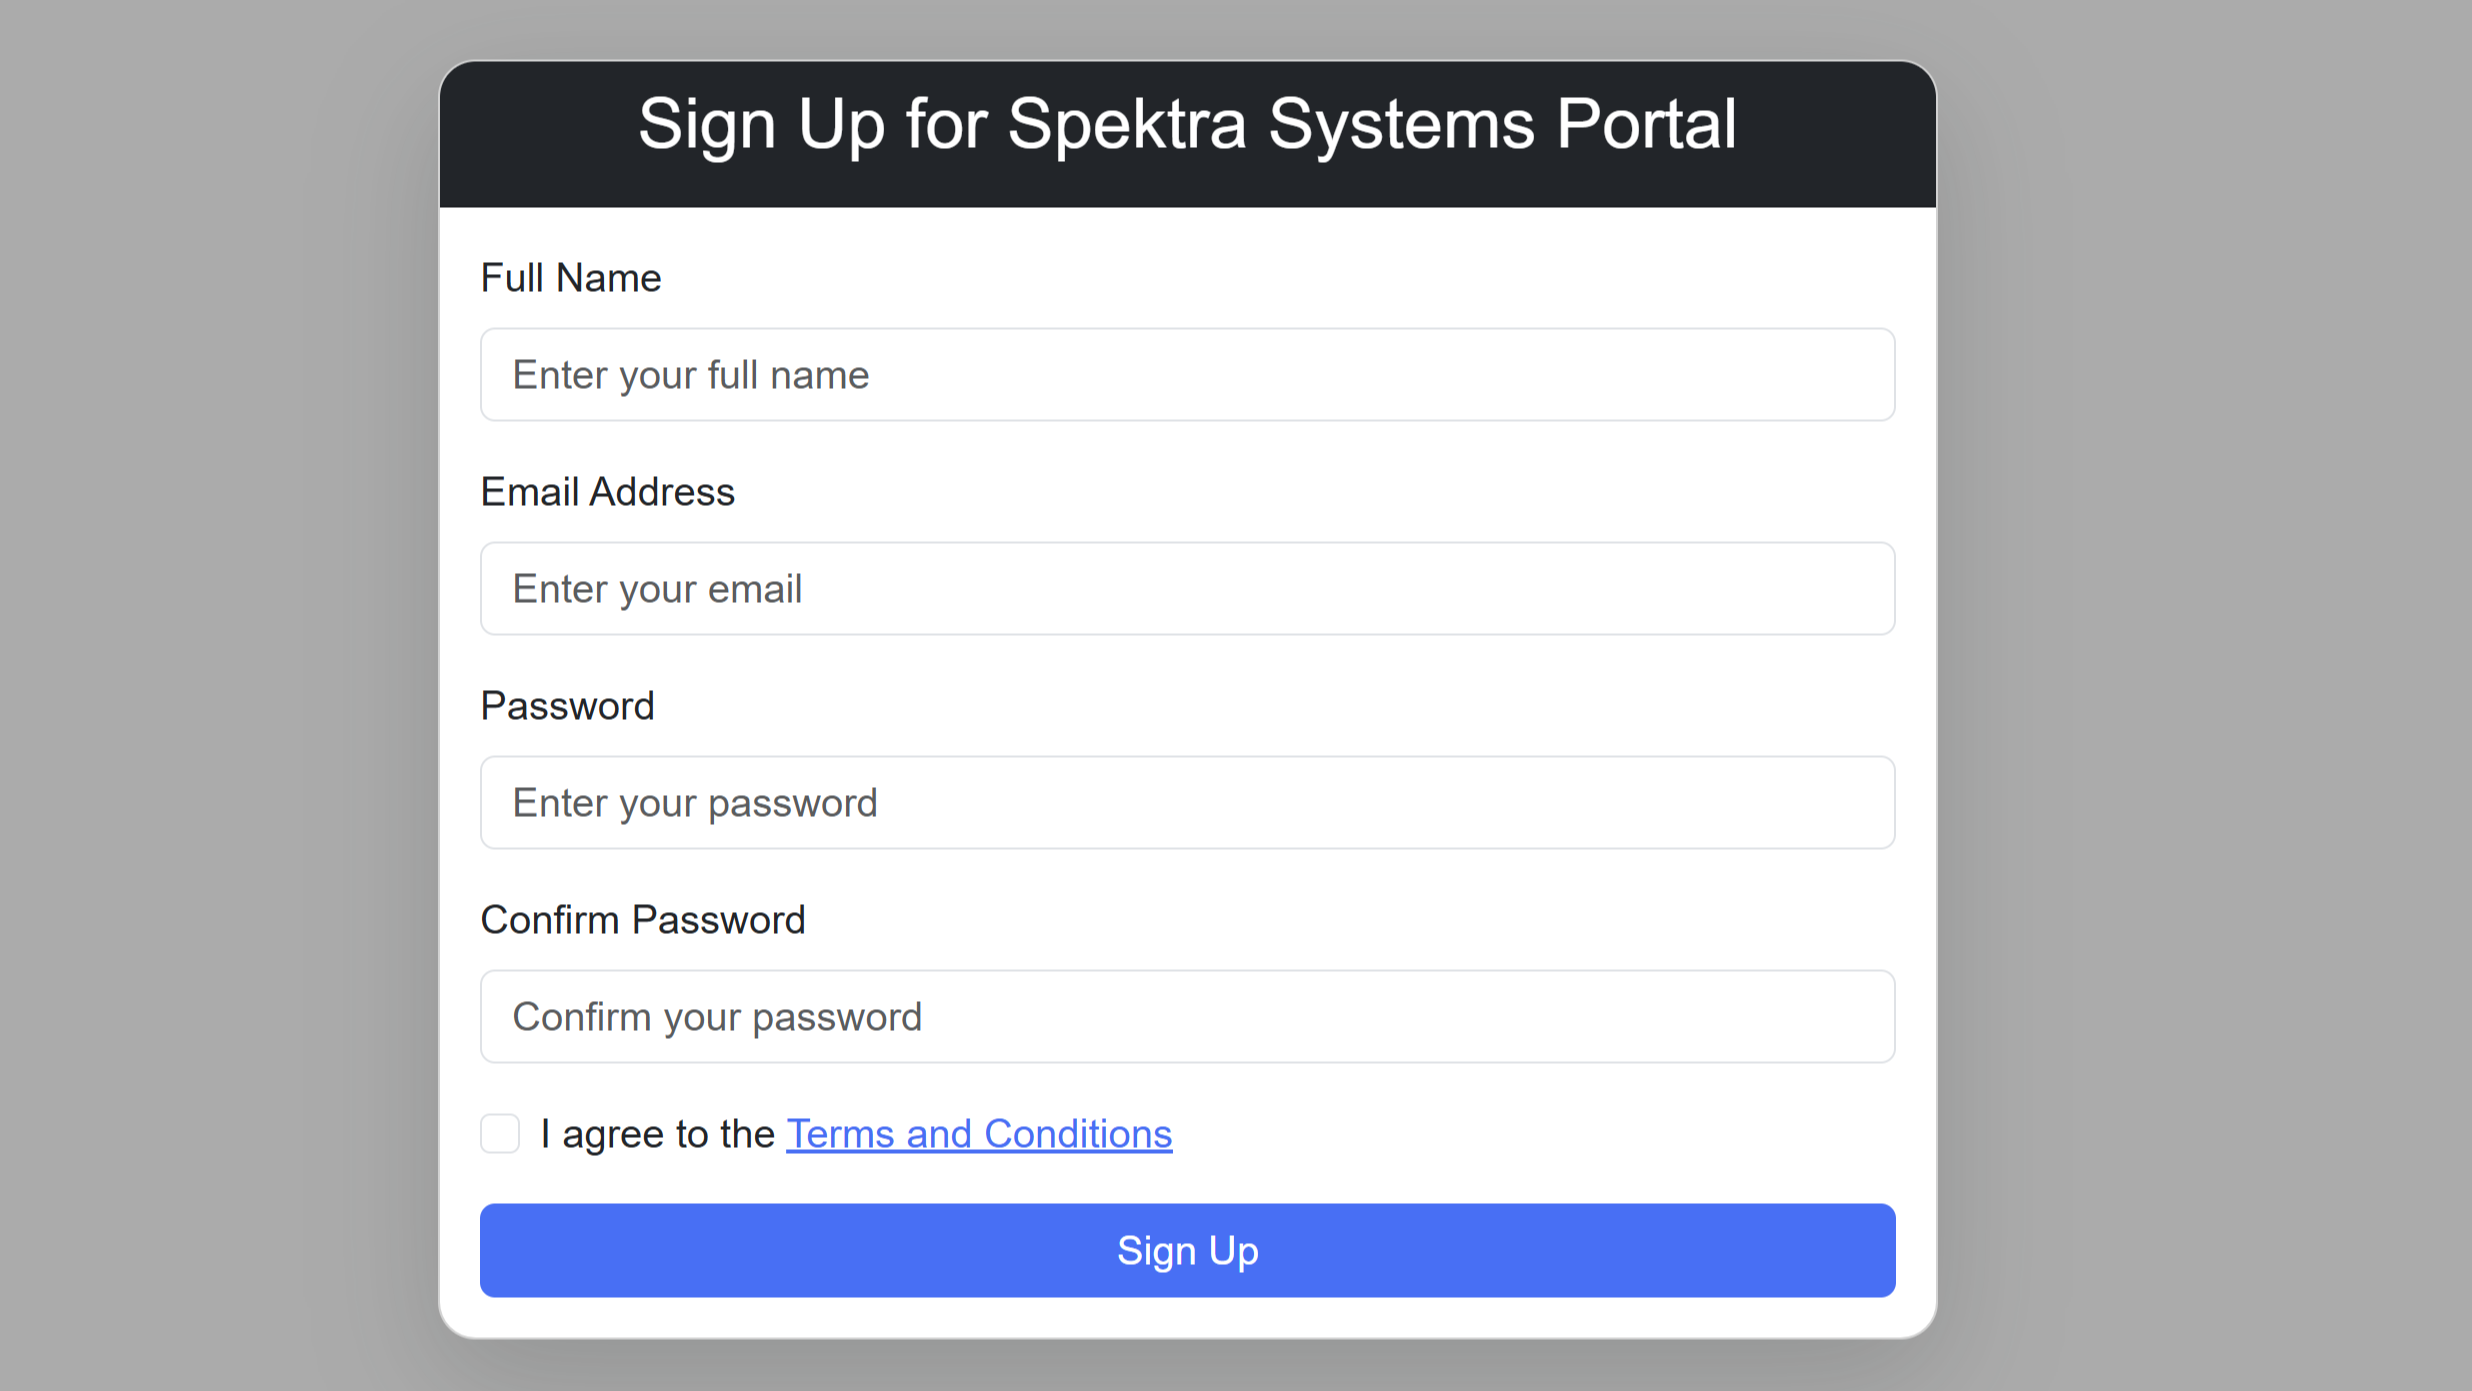 Sign Up for Spektra Systems Portal
Full Name
Enter your full name
Email Address
Enter your email
Password
Enter your password
Confirm Password
Confirm your password
I agree to the Terms and Conditions
Sign Up